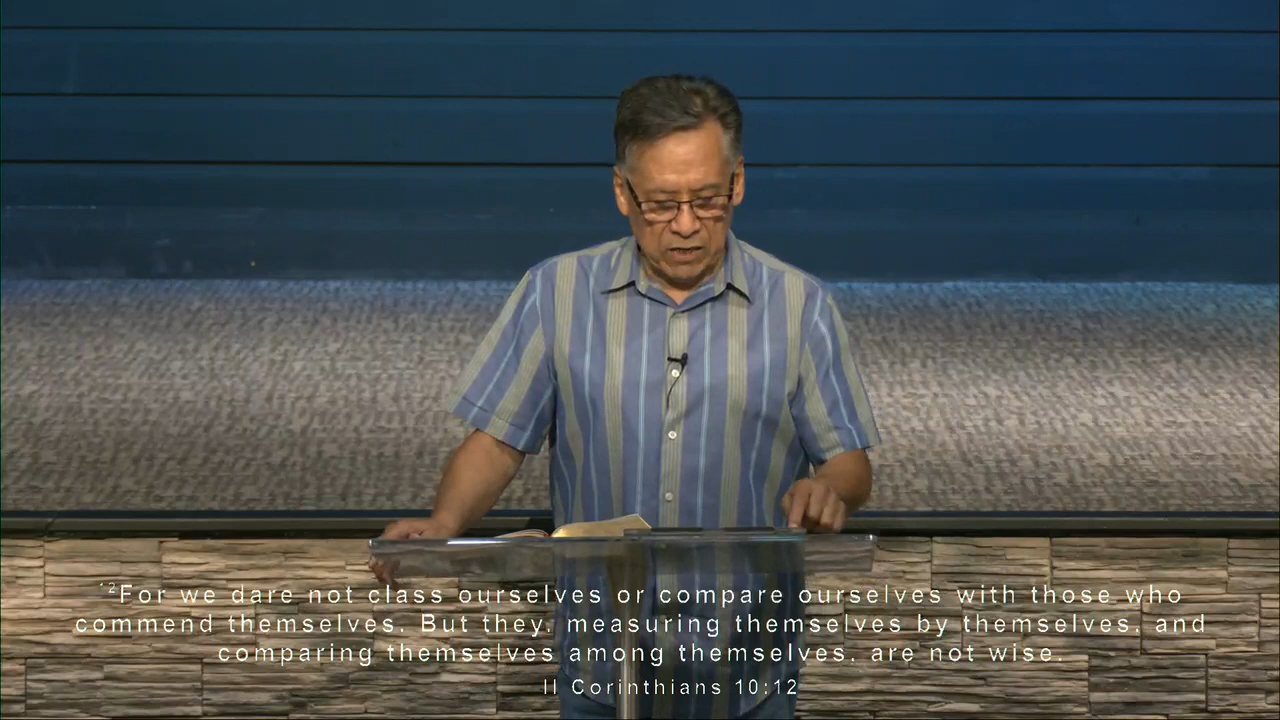 ¹²For we dare not class ourselves or compare ourselves with those who
commend themselves. But they, measuring themselves by themselves, and
comparing themselves among themselves, are not wise.
II Corinthians 10:12